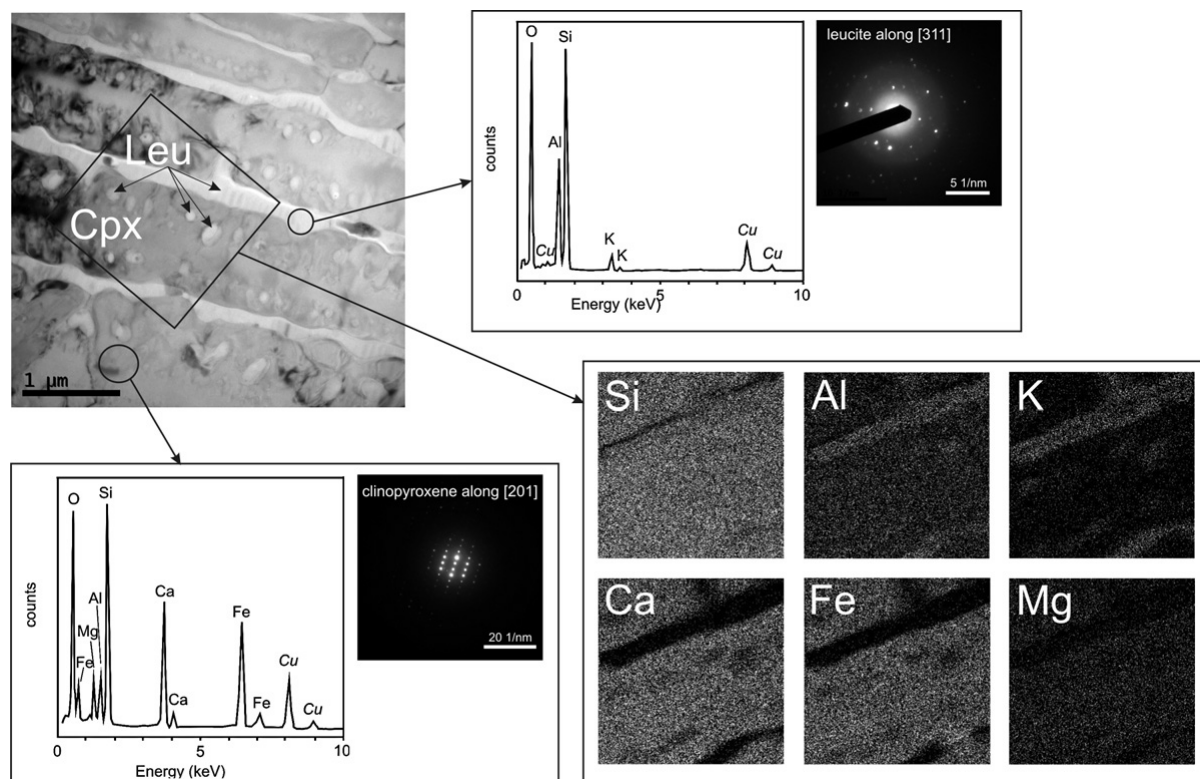 Leu
Cpx
1 µm
O
Si
Al
Cu
K
K
Cu
Cu
counts
0
5
10
Energy (keV)
leucite along [311]
5 1/nm
O
Si
Al
Mg
Fe
Ca
Ca
Fe
Fe
Cu
Cu
counts
0
5
10
Energy (keV)
clinopyroxene along [201]
20 1/nm
Si
Al
K
Ca
Fe
Mg